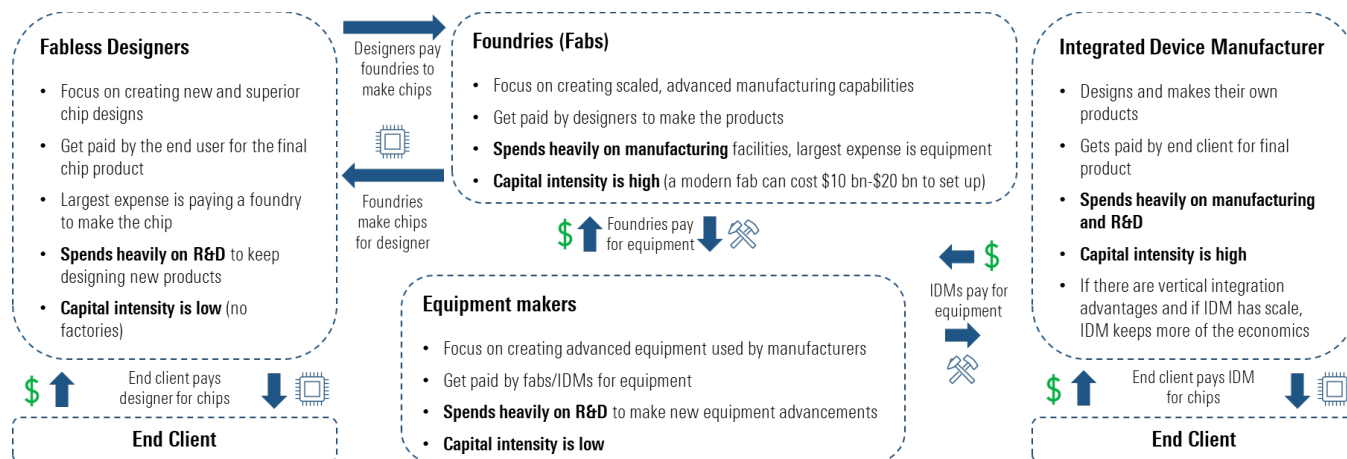 Fabless Designers
• Focus on creating new and superior
chip designs
• Get paid by the end user for the final
chip product
• Largest expense is paying a foundry
to make the chip
• Spends heavily on R&D to keep
designing new products
• Capital intensity is low (no
factories)
Designers pay
foundries to
make chips
Foundries
make chips
for designer
Foundries (Fabs)
• Focus on creating scaled, advanced manufacturing capabilities
• Get paid by designers to make the products
• Spends heavily on manufacturing facilities, largest expense is equipment
• Capital intensity is high (a modern fab can cost $10 bn-$20 bn to set up)
$
Foundries pay
for equipment
Equipment makers
• Focus on creating advanced equipment used by manufacturers
• Get paid by fabs/IDMs for equipment
• Spends heavily on R&D to make new equipment advancements
• Capital intensity is low
$
IDMs pay for
equipment
Integrated Device Manufacturer
• Designs and makes their own
products
• Gets paid by end client for final
product
• Spends heavily on manufacturing
and R&D
• Capital intensity is high
• If there are vertical integration
advantages and if IDM has scale,
IDM keeps more of the economics
$
End client pays
designer for chips
End Client
$
End client pays IDM
for chips
End Client